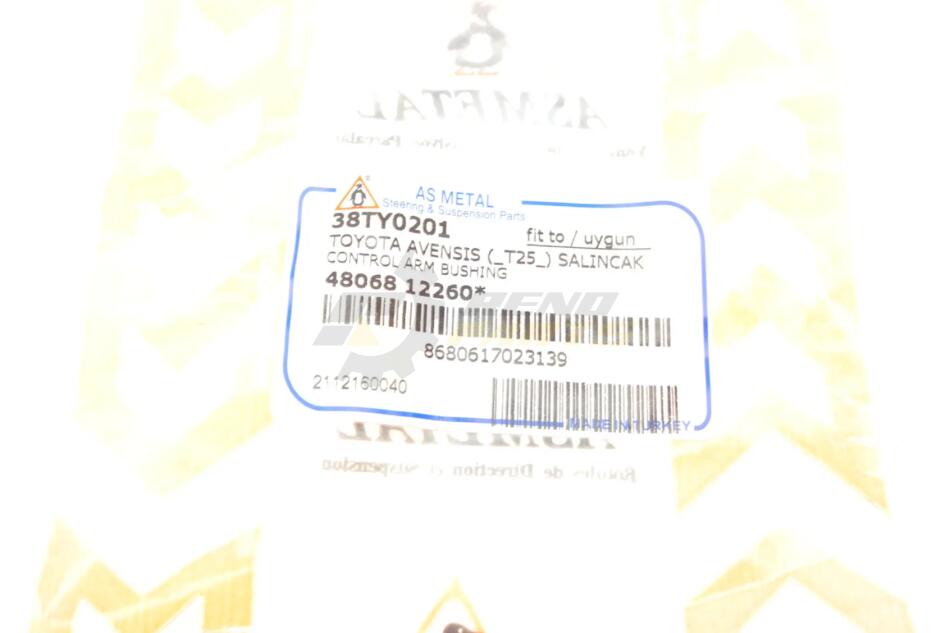 ASMETAL
AS METAL
Steering & Suspension Parts
38TY0201
fit to / uygun
TOYOTA AVENSIS (_T25_) SALINCAK
CONTROL ARM BUSHING
48068 12260*
8680617023139
2112160040
MADE IN TURKEY
ASMETAL
Rotules de Direction et suspension